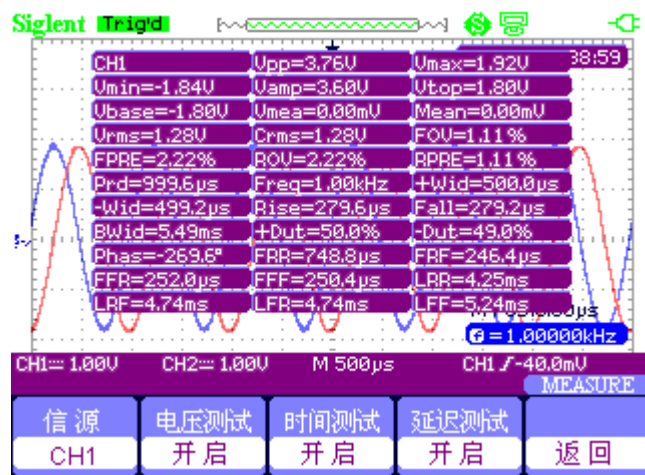 Siglent Trig'd
38:59
CH1 Vpp=3.76V Vmax=1.92V
Vmin=-1.84V Vamp=3.60V Vtop=1.80V
Vbase=-1.80V Vmea=0.00mV Mean=0.00mV
Vrms=1.28V Crms=1.28V FOV=1.11%
FPRE=2.22% ROV=2.22% RPRE=1.11%
Prd=999.6μs Freq=1.00kHz +Wid=500.0μs
-Wid=499.2μs Rise=279.6μs Fall=279.2μs
BWid=5.49ms +Dut=50.0% -Dut=49.0%
Phas=-269.6° FRR=748.8μs FRF=246.4μs
FFR=252.0μs FFF=250.4μs LRR=4.25ms
LRF=4.74ms LFR=4.74ms LFF=5.24ms
f=1.00000kHz
CH1 1.00V CH2 1.00V M 500μs CH1 -40.0mV
MEASURE
信源 电压测试 时间测试 延迟测试
CH1 开启 开启 开启 返回